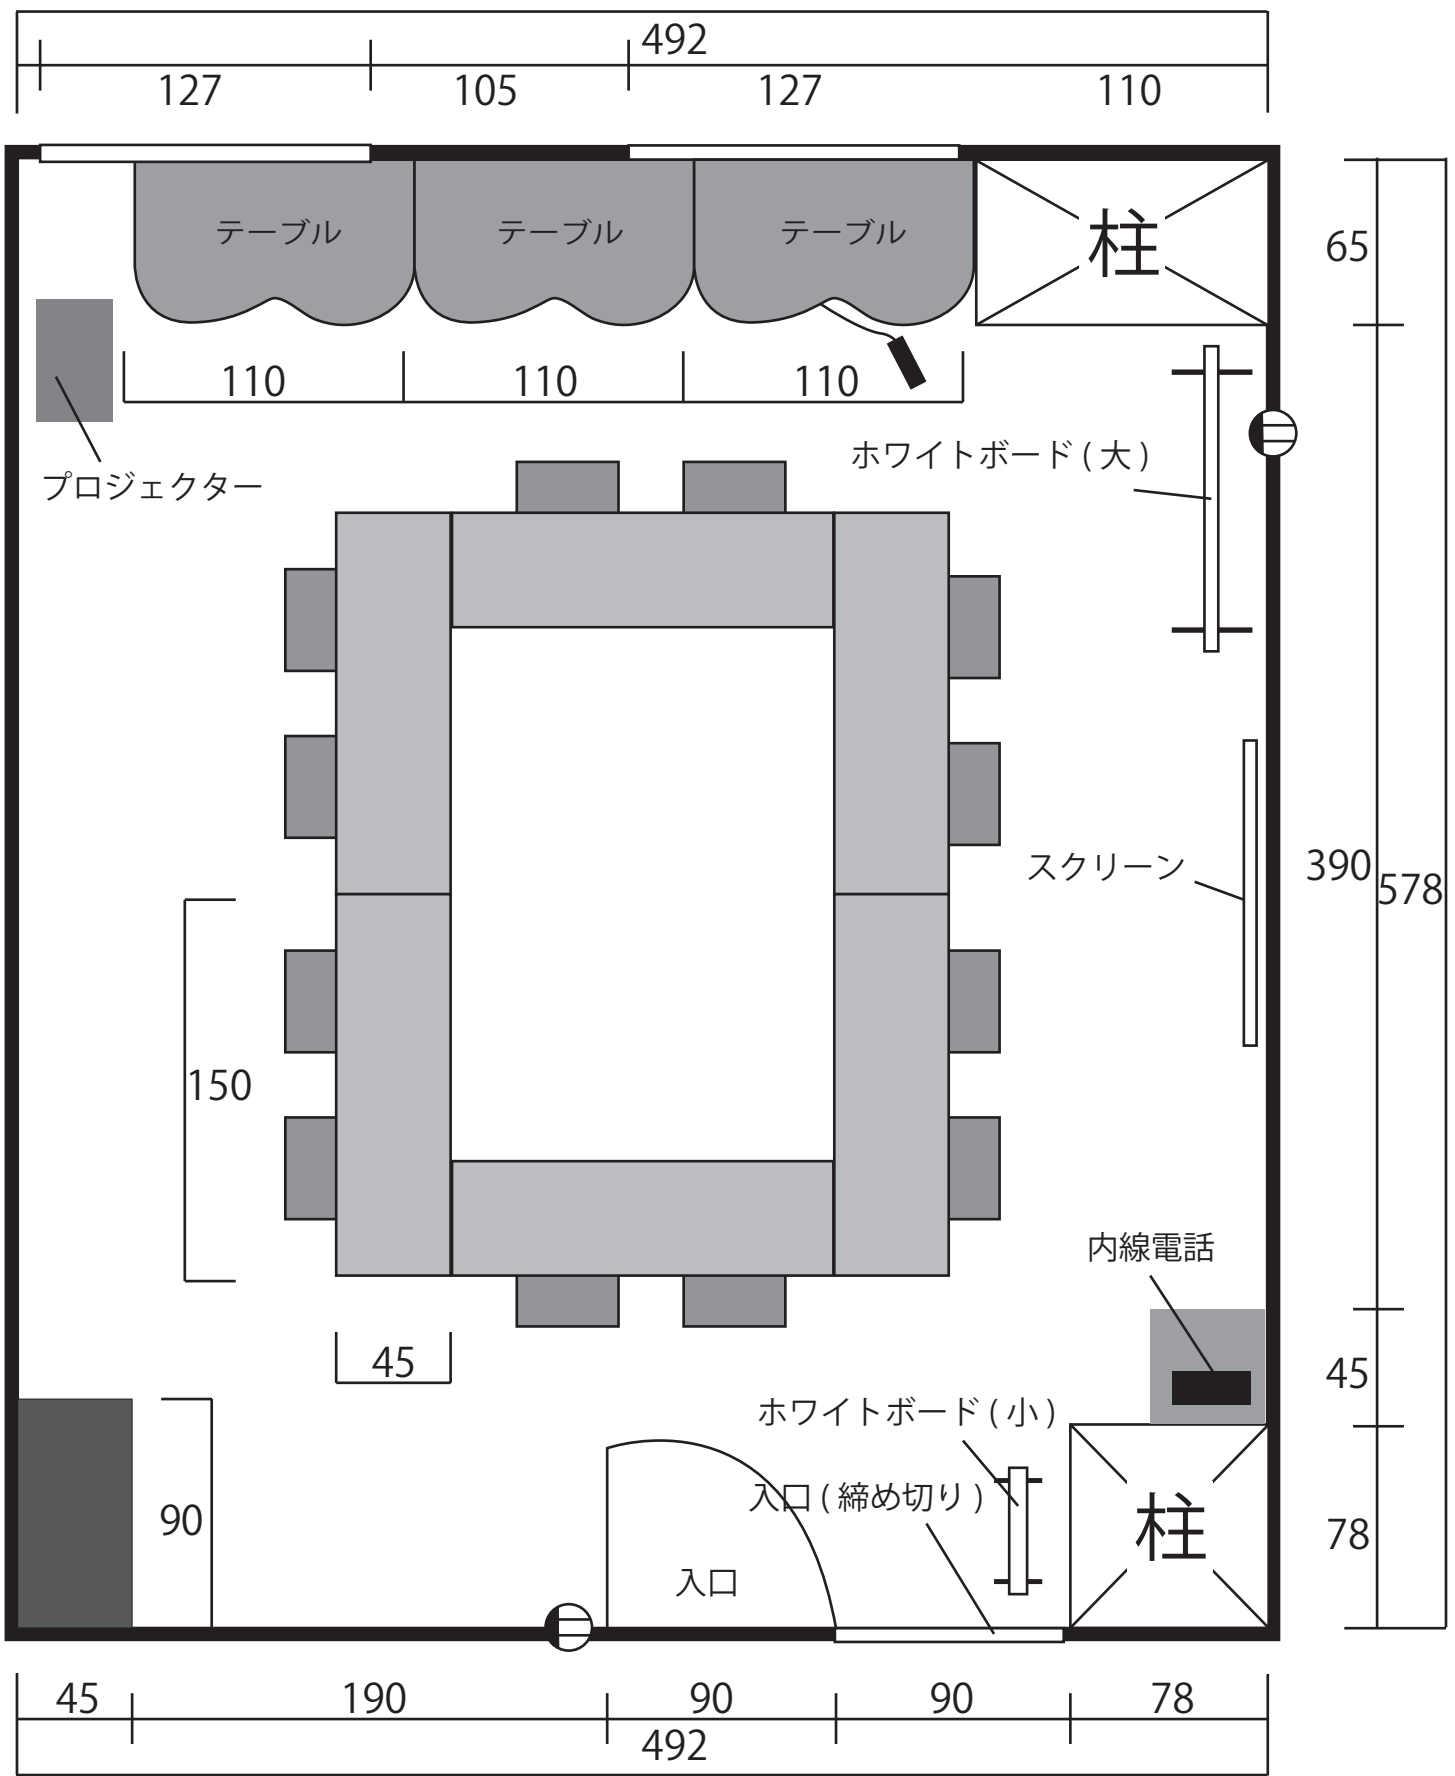 492
127
105
127
110
テーブル
テーブル
テーブル
柱
65
110
110
110
ホワイトボード ( 大 )
プロジェクター
スクリーン
390
578
150
内線電話
45
45
ホワイトボード ( 小 )
入口 ( 締め切り )
90
柱
78
入口
45
190
90
90
78
492